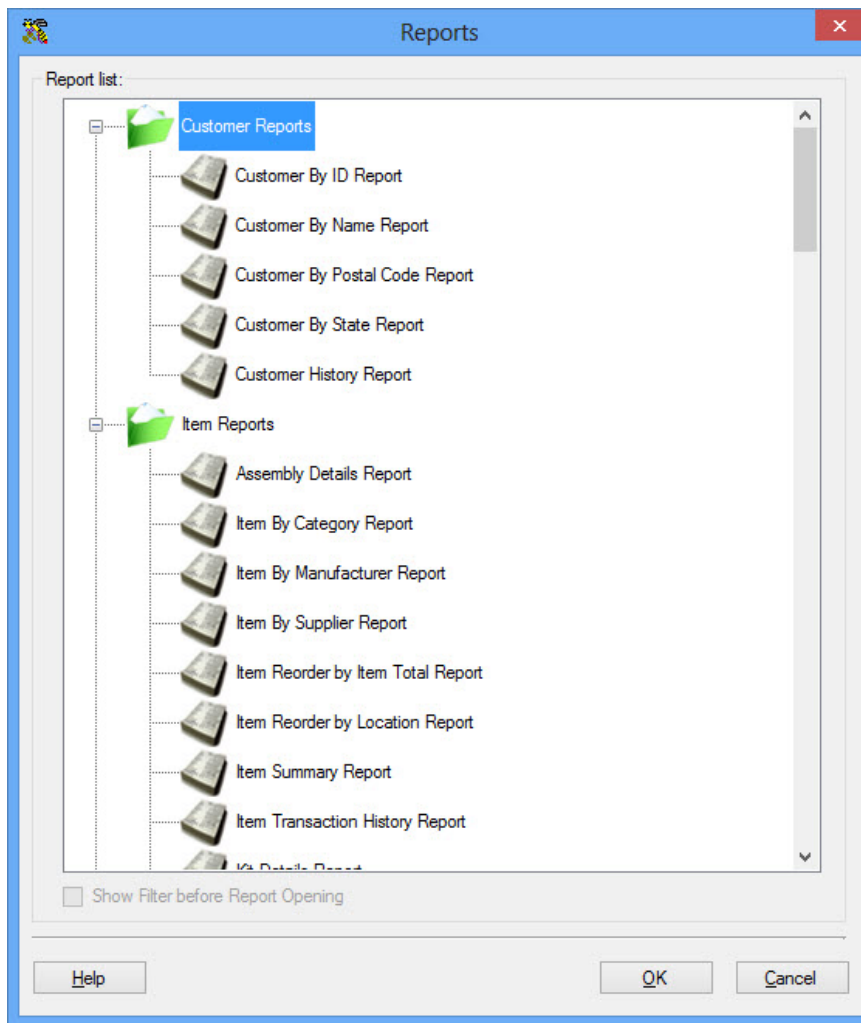 Reports
Report list:
Customer Reports
Customer By ID Report
Customer By Name Report
Customer By Postal Code Report
Customer By State Report
Customer History Report
Item Reports
Assembly Details Report
Item By Category Report
Item By Manufacturer Report
Item By Supplier Report
Item Reorder by Item Total Report
Item Reorder by Location Report
Item Summary Report
Item Transaction History Report
Kit Details Report
Show Filter before Report Opening
Help
OK
Cancel